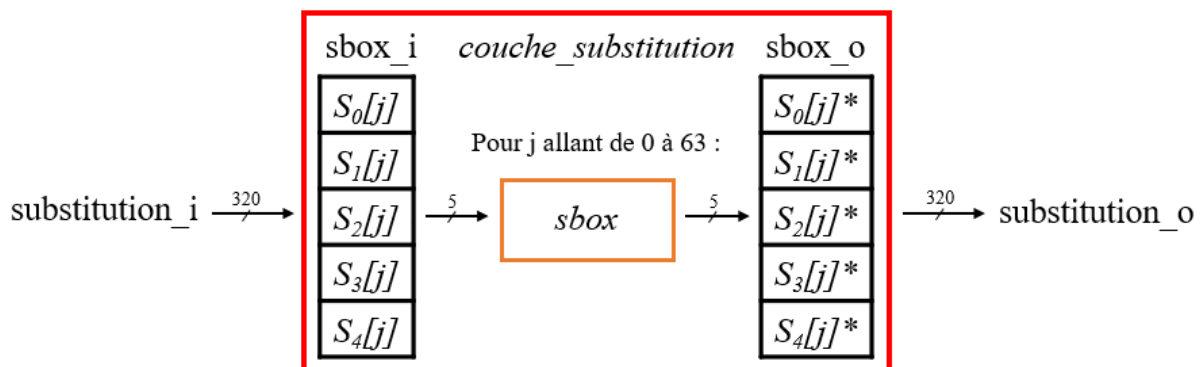 sbox_i couche_substitution sbox_o
S₀[j] S₀[j]*
Pour j allant de 0 à 63 :
S₁[j] S₁[j]*
substitution_i 320 S₂[j] 5 sbox 5 S₂[j]* 320 substitution_o
S₃[j] S₃[j]*
S₄[j] S₄[j]*